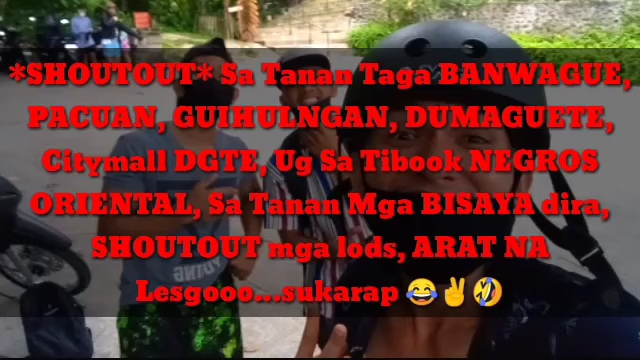 *SHOUTOUT* Sa Tanan Taga BANWAGUE,
PACUAN, GUIHULNGAN, DUMAGUETE,
Citymall DGTE, Ug Sa Tibook NEGROS
ORIENTAL, Sa Tanan Mga BISAYA dira,
SHOUTOUT mga lods, ARAT NA
Lesgooo...sukarap 😂✌️🤣